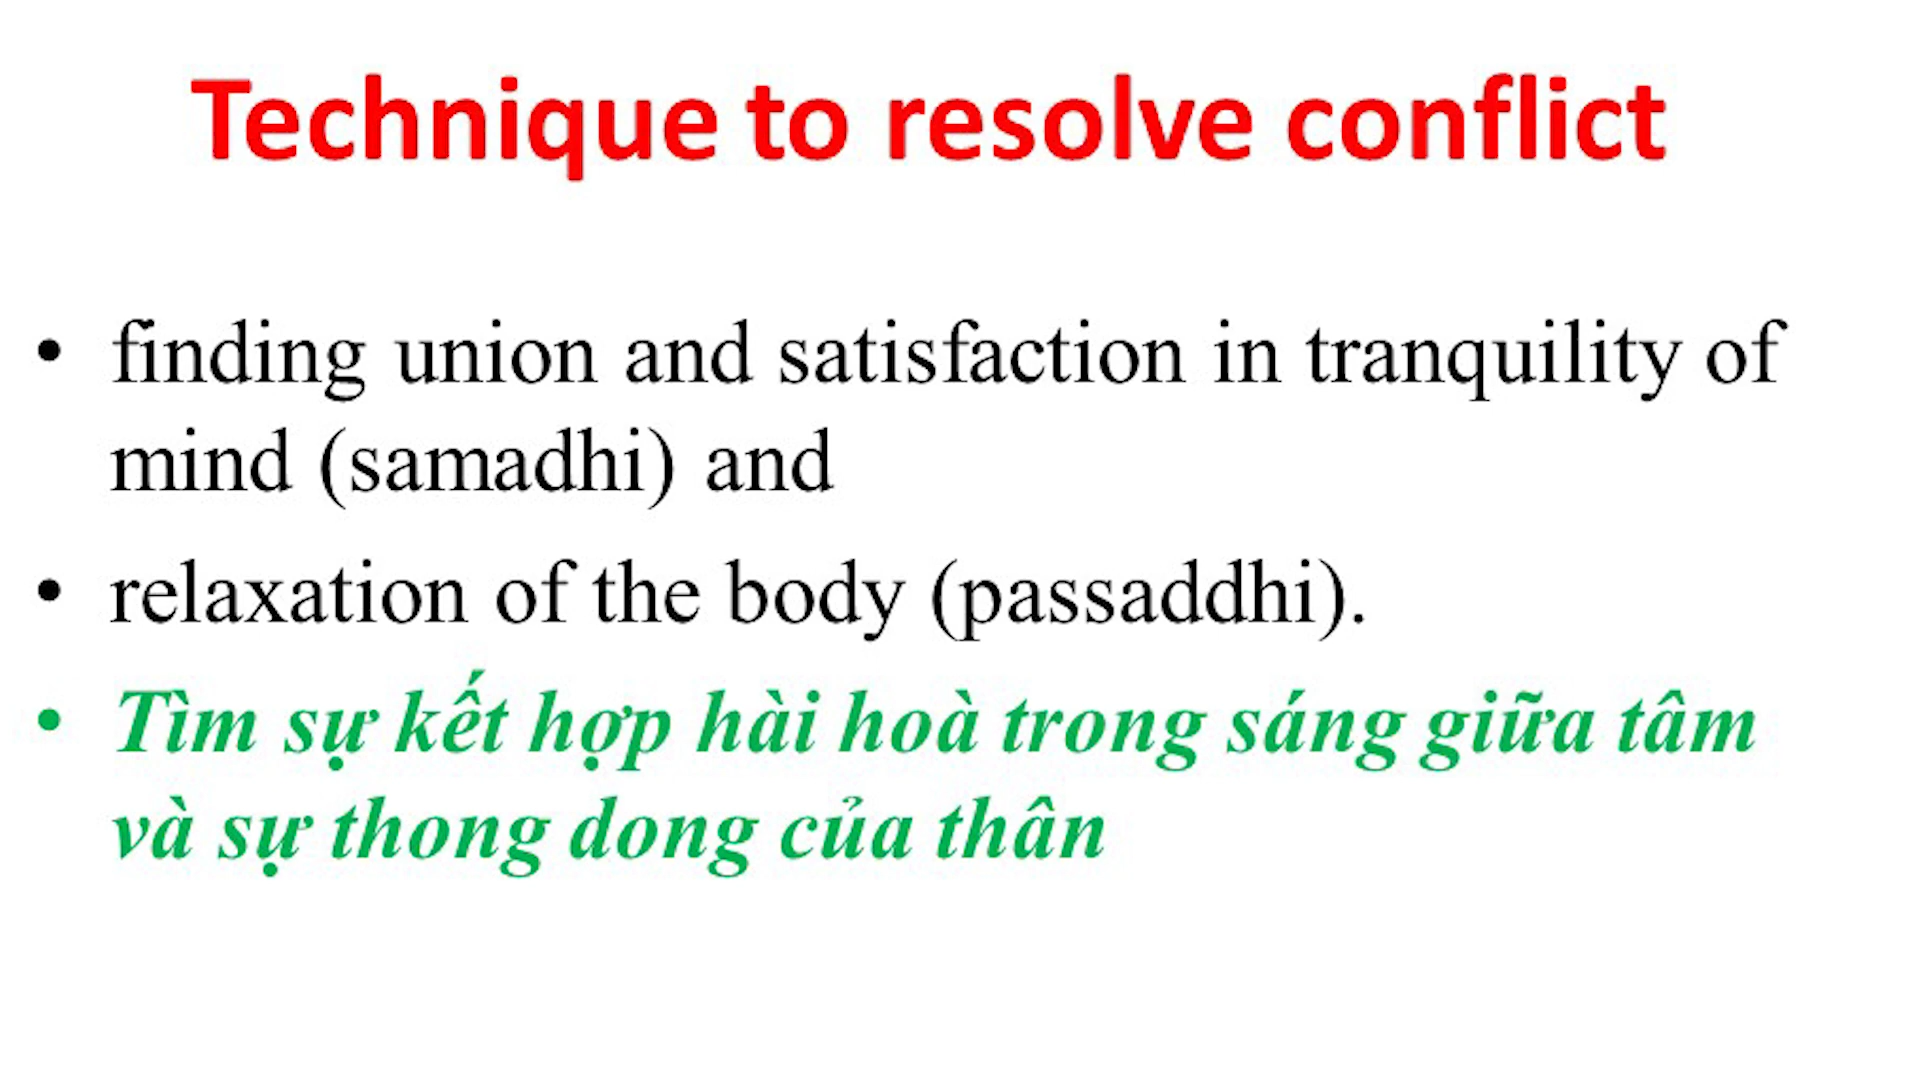 Technique to resolve conflict
• finding union and satisfaction in tranquility of
mind (samadhi) and
• relaxation of the body (passaddhi).
• Tìm sự kết hợp hài hoà trong sáng giữa tâm
và sự thong dong của thân